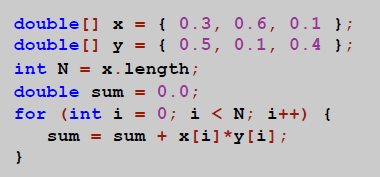 double[] x = { 0.3, 0.6, 0.1 };
double[] y = { 0.5, 0.1, 0.4 };
int N = x.length;
double sum = 0.0;
for (int i = 0; i < N; i++) {
   sum = sum + x[i]*y[i];
}